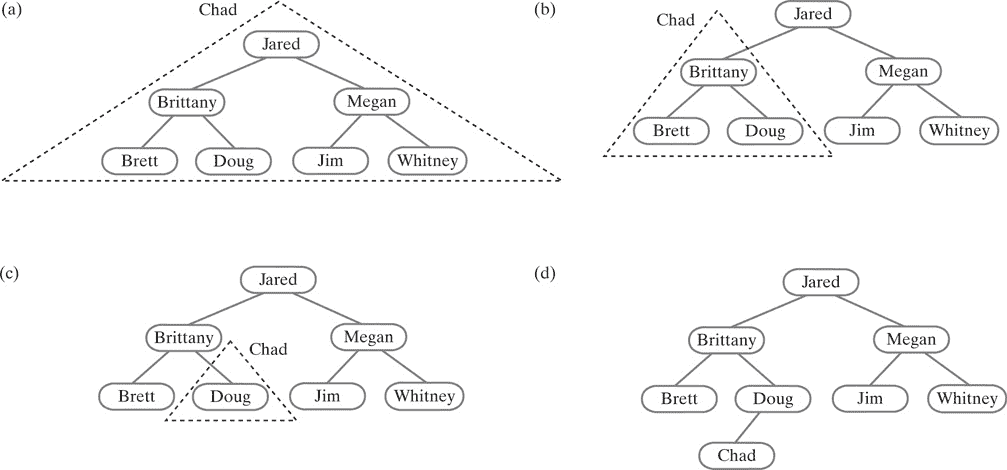 (a)
Chad
Jared
Brittany Megan
Brett Doug Jim Whitney
(b)
Chad
Jared
Brittany Megan
Brett Doug Jim Whitney
(c)
Jared
Brittany Megan
Chad
Brett Doug Jim Whitney
(d)
Jared
Brittany Megan
Brett Doug Jim Whitney
Chad